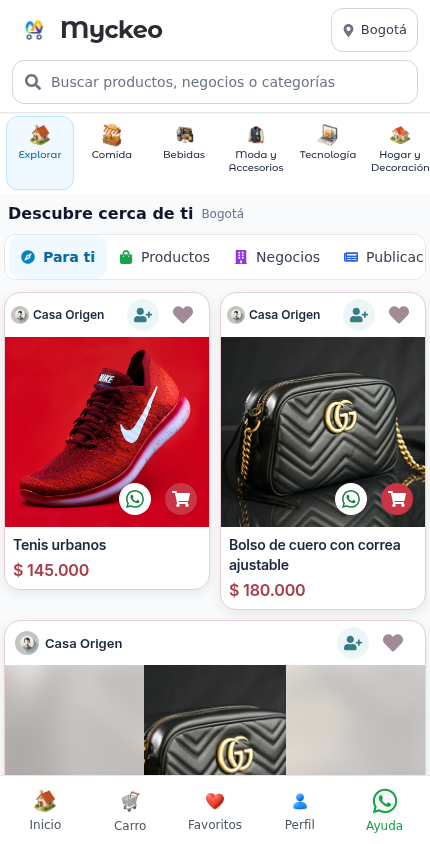 Myckeo
Bogotá
Buscar productos, negocios o categorías
Explorar
Comida
Bebidas
Moda y
Accesorios
Tecnología
Hogar y
Decoración
Descubre cerca de ti Bogotá
Para ti
Productos
Negocios
Publicac
Casa Origen
Casa Origen
NIKE
Tenis urbanos
$ 145.000
Bolso de cuero con correa
ajustable
$ 180.000
Casa Origen
Inicio
Carro
Favoritos
Perfil
Ayuda